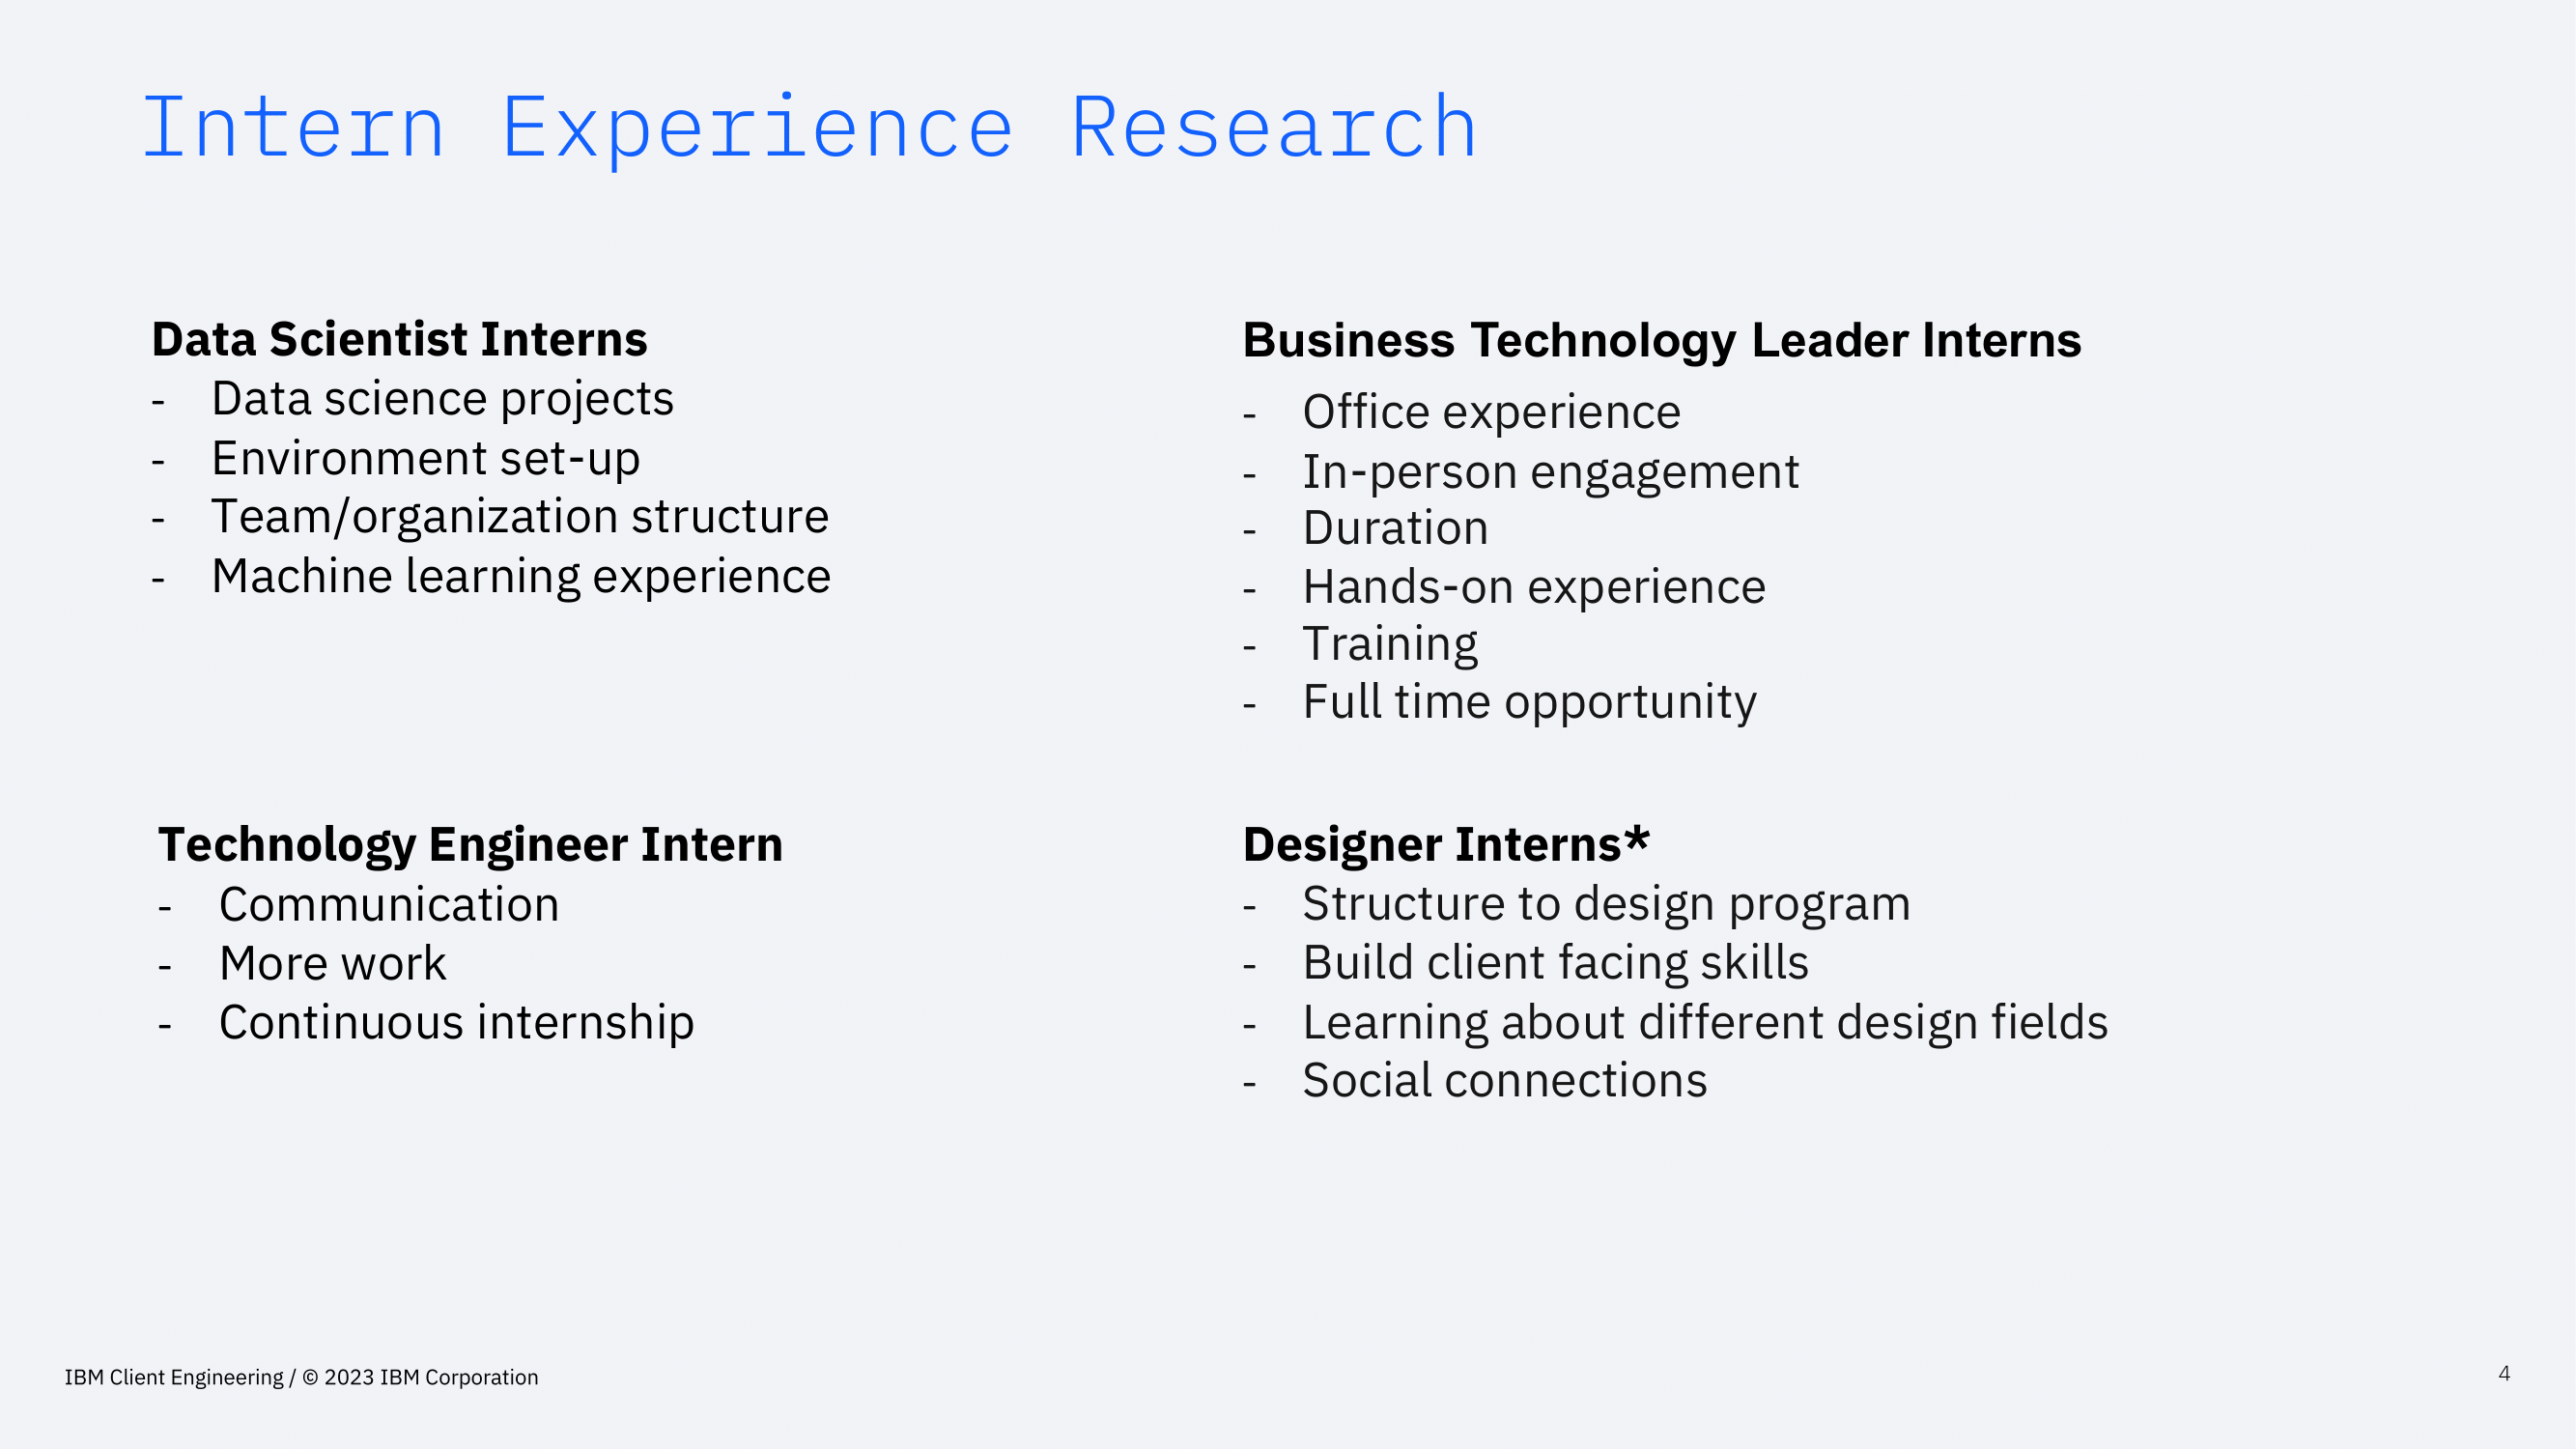 Intern Experience Research
Data Scientist Interns
- Data science projects
- Environment set-up
- Team/organization structure
- Machine learning experience
Business Technology Leader Interns
- Office experience
- In-person engagement
- Duration
- Hands-on experience
- Training
- Full time opportunity
Technology Engineer Intern
- Communication
- More work
- Continuous internship
Designer Interns*
- Structure to design program
- Build client facing skills
- Learning about different design fields
- Social connections
IBM Client Engineering / © 2023 IBM Corporation
4